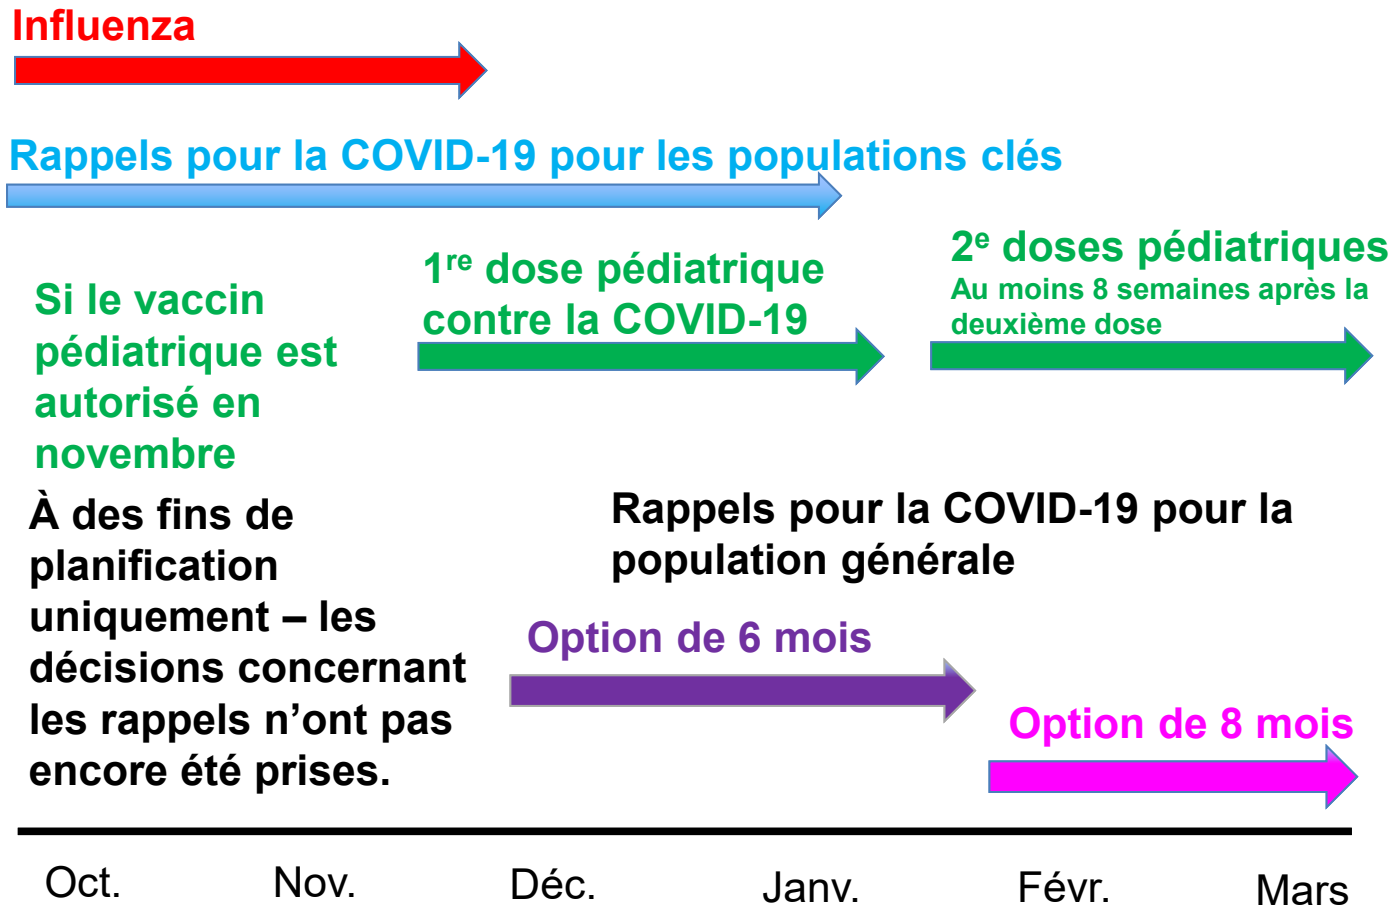 Influenza
Rappels pour la COVID-19 pour les populations clés
Si le vaccin
pédiatrique est
autorisé en
novembre
1re dose pédiatrique
contre la COVID-19
2e doses pédiatriques
Au moins 8 semaines après la
deuxième dose
À des fins de
planification
uniquement – les
décisions concernant
les rappels n’ont pas
encore été prises.
Rappels pour la COVID-19 pour la
population générale
Option de 6 mois
Option de 8 mois
Oct. Nov. Déc. Janv. Févr. Mars